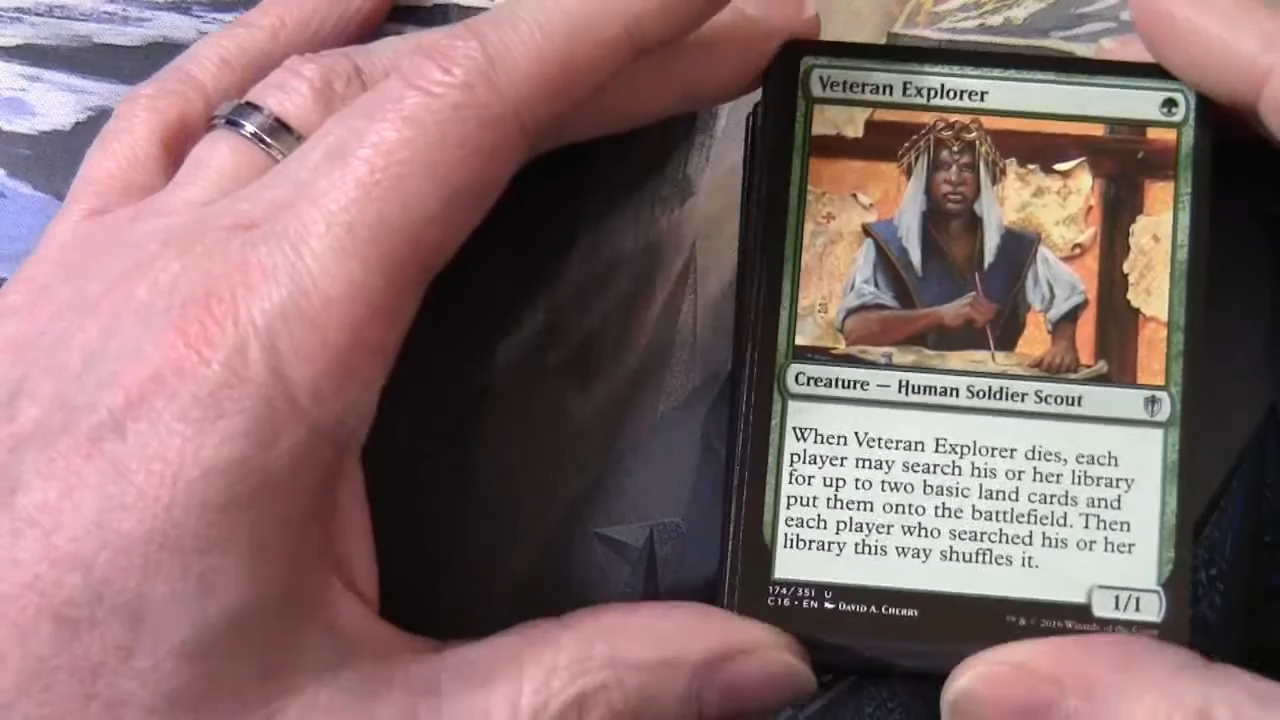 Veteran Explorer
Creature — Human Soldier Scout
When Veteran Explorer dies, each
player may search his or her library
for up to two basic land cards and
put them onto the battlefield. Then
each player who searched his or her
library this way shuffles it.
1/1
174/351 U
C16 • EN DAVID A. CHERRY
™ & © 2016 Wizards of the Coast